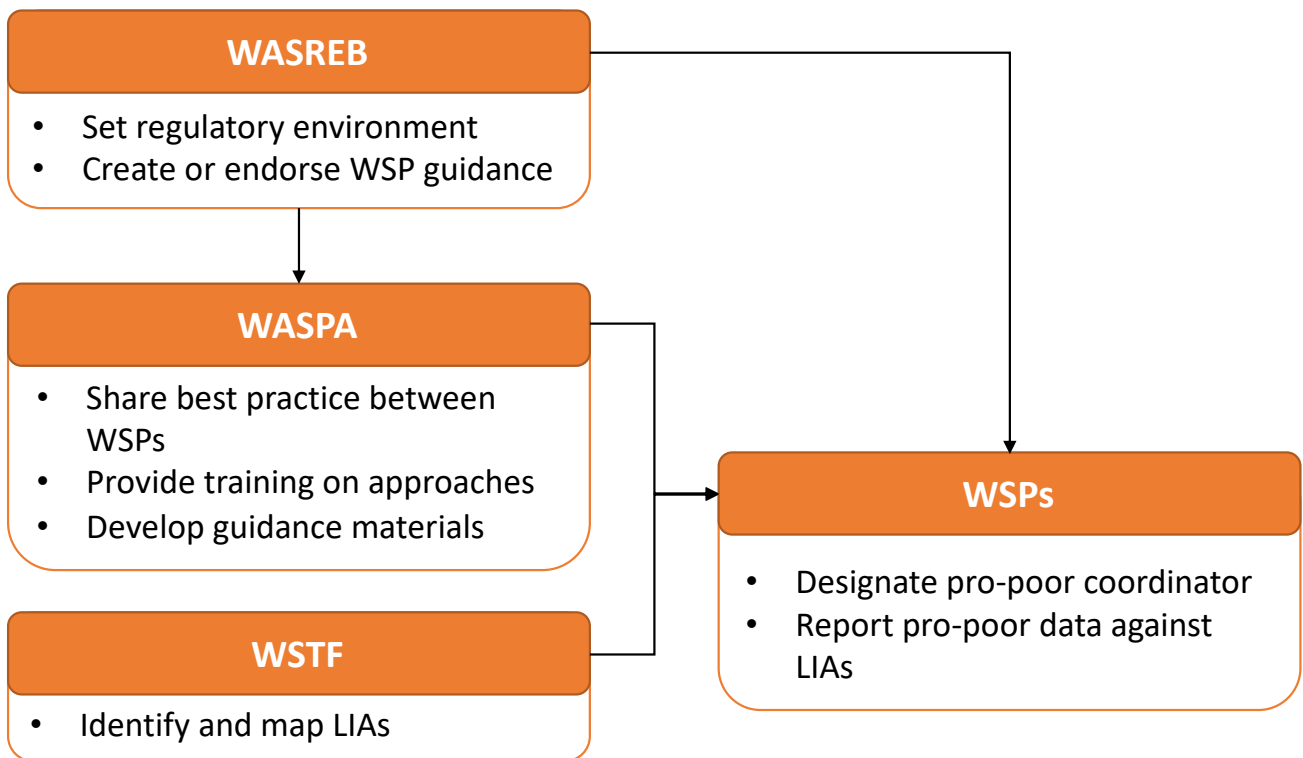 WASREB
• Set regulatory environment
• Create or endorse WSP guidance
WASPA
• Share best practice between
WSPs
• Provide training on approaches
• Develop guidance materials
WSTF
• Identify and map LIAs
WSPs
• Designate pro-poor coordinator
• Report pro-poor data against
LIAs